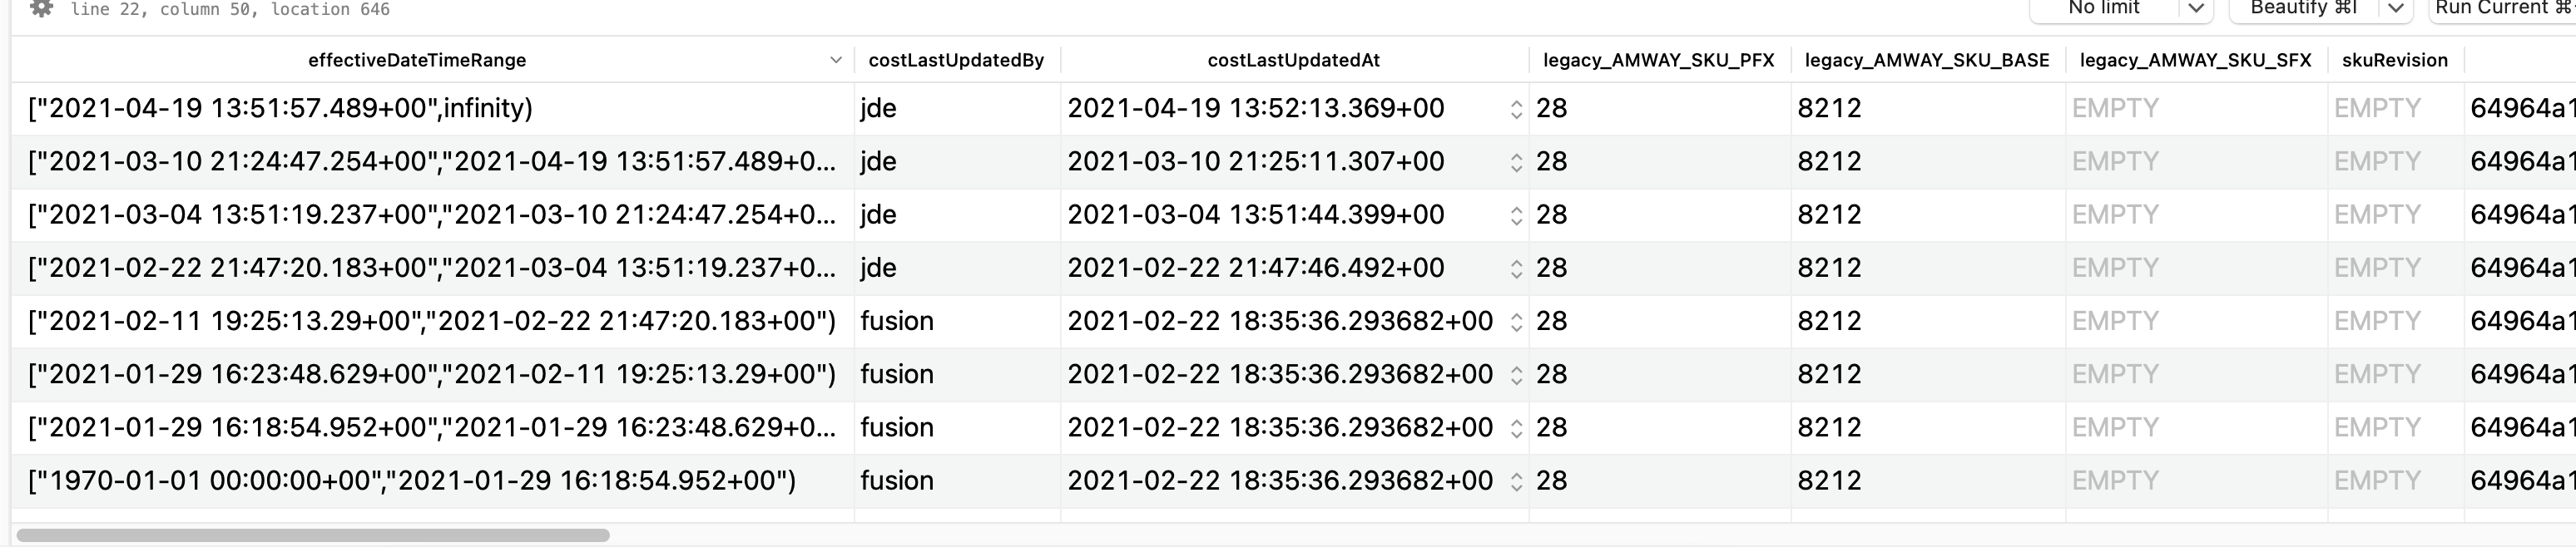 line 22, column 50, location 646 No limit Beautify ⌘I Run Current ⌘
effectiveDateTimeRange costLastUpdatedBy costLastUpdatedAt legacy_AMWAY_SKU_PFX legacy_AMWAY_SKU_BASE legacy_AMWAY_SKU_SFX skuRevision
["2021-04-19 13:51:57.489+00",infinity) jde 2021-04-19 13:52:13.369+00 28 8212 EMPTY EMPTY 64964a1
["2021-03-10 21:24:47.254+00","2021-04-19 13:51:57.489+0... jde 2021-03-10 21:25:11.307+00 28 8212 EMPTY EMPTY 64964a1
["2021-03-04 13:51:19.237+00","2021-03-10 21:24:47.254+0... jde 2021-03-04 13:51:44.399+00 28 8212 EMPTY EMPTY 64964a1
["2021-02-22 21:47:20.183+00","2021-03-04 13:51:19.237+0... jde 2021-02-22 21:47:46.492+00 28 8212 EMPTY EMPTY 64964a1
["2021-02-11 19:25:13.29+00","2021-02-22 21:47:20.183+00") fusion 2021-02-22 18:35:36.293682+00 28 8212 EMPTY EMPTY 64964a1
["2021-01-29 16:23:48.629+00","2021-02-11 19:25:13.29+00") fusion 2021-02-22 18:35:36.293682+00 28 8212 EMPTY EMPTY 64964a1
["2021-01-29 16:18:54.952+00","2021-01-29 16:23:48.629+0... fusion 2021-02-22 18:35:36.293682+00 28 8212 EMPTY EMPTY 64964a1
["1970-01-01 00:00:00+00","2021-01-29 16:18:54.952+00") fusion 2021-02-22 18:35:36.293682+00 28 8212 EMPTY EMPTY 64964a1